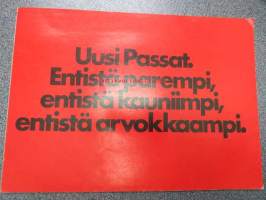 Uusi Passat.
Entistä parempi,
entistä kauniimpi,
entistä arvokkaampi.